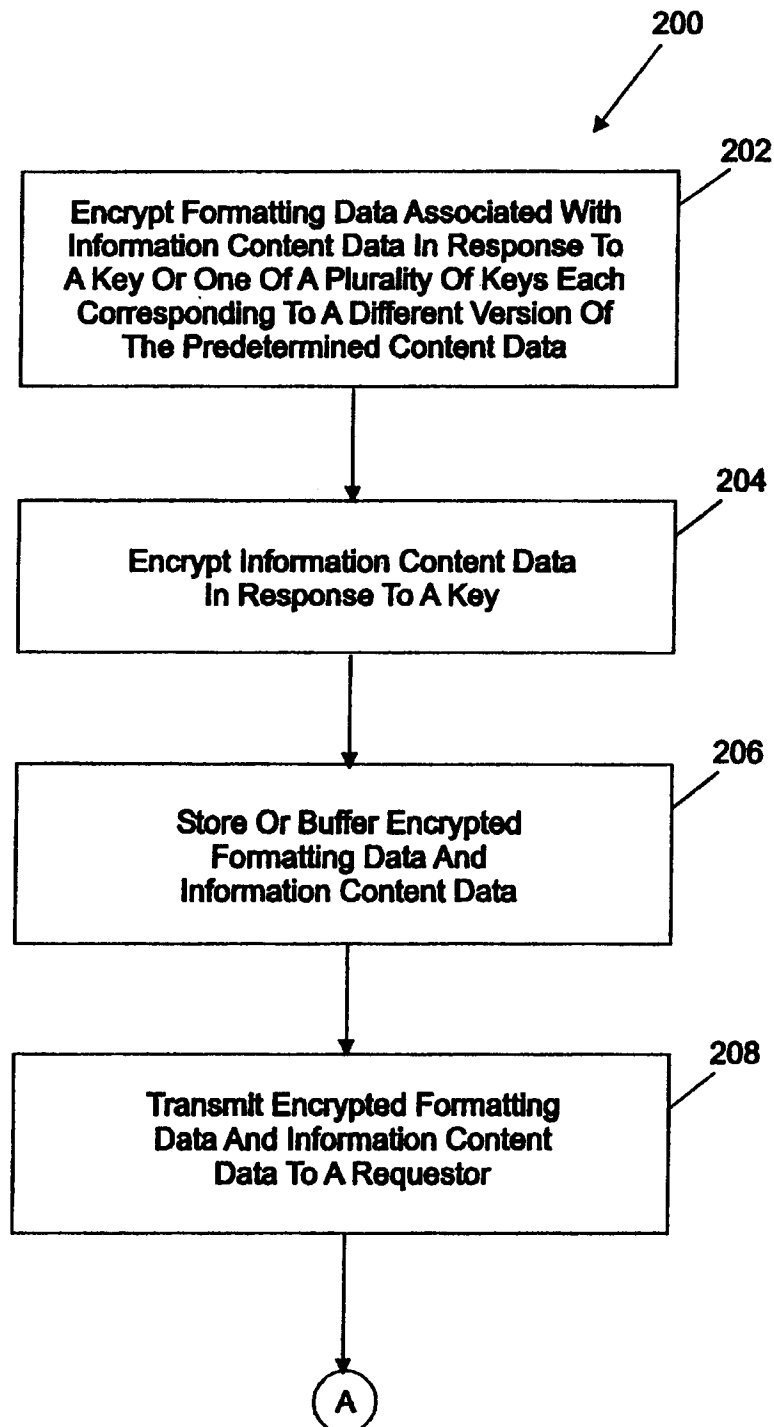 200
202
Encrypt Formatting Data Associated With
Information Content Data In Response To
A Key Or One Of A Plurality Of Keys Each
Corresponding To A Different Version Of
The Predetermined Content Data
204
Encrypt Information Content Data
In Response To A Key
206
Store Or Buffer Encrypted
Formatting Data And
Information Content Data
208
Transmit Encrypted Formatting
Data And Information Content
Data To A Requestor
A